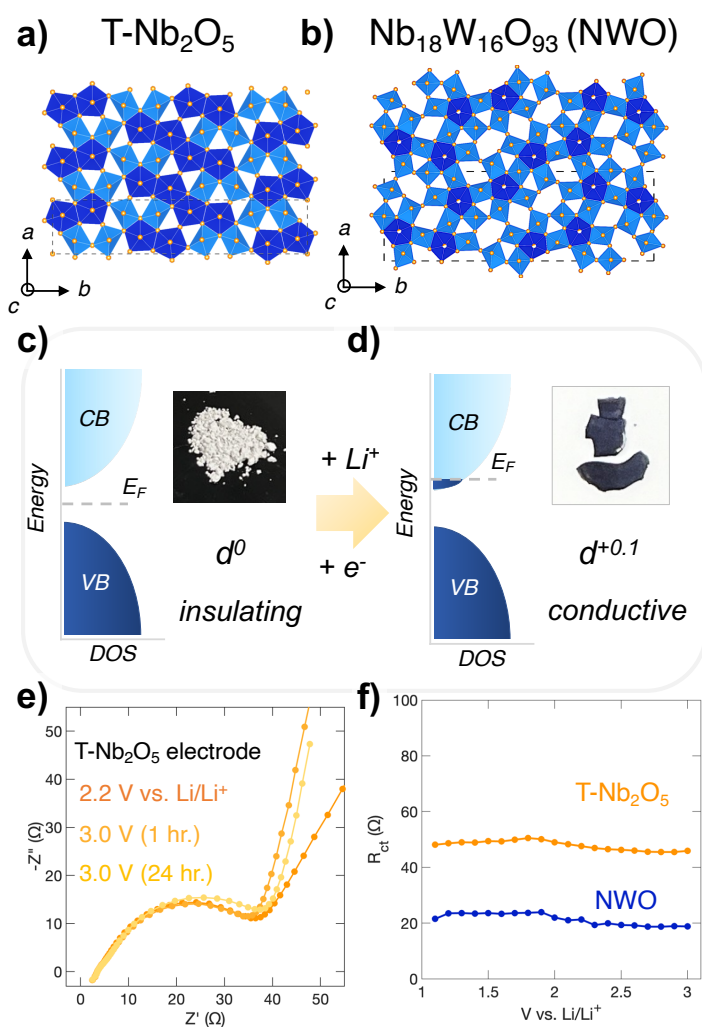 a) T-Nb₂O₅
b) Nb₁₈W₁₆O₉₃ (NWO)
a
c
b
a
c
b
c)
d)
Energy
CB
E_F
VB
DOS
d⁰
insulating
+ Li⁺
+ e⁻
Energy
CB
E_F
VB
DOS
d⁺⁰·¹
conductive
e)
-Z″ (Ω)
50
40
30
20
10
0
T-Nb₂O₅ electrode
2.2 V vs. Li/Li⁺
3.0 V (1 hr.)
3.0 V (24 hr.)
0 10 20 30 40 50
Z' (Ω)
f)
R_ct (Ω)
100
80
60
40
20
0
T-Nb₂O₅
NWO
1 1.5 2 2.5 3
V vs. Li/Li⁺